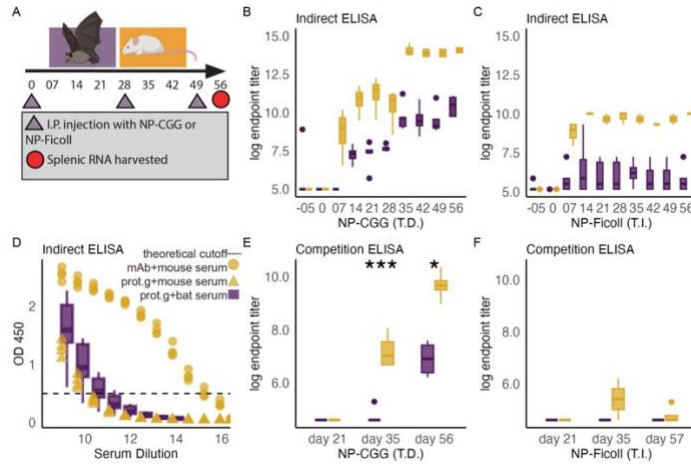 A
0 07 14 21 28 35 42 49 56
I.P. injection with NP-CGG or
NP-Ficoll
Splenic RNA harvested
B
Indirect ELISA
log endpoint titer
15.0
12.5
10.0
7.5
5.0
-05 0 07 14 21 28 35 42 49 56
NP-CGG (T.D.)
C
Indirect ELISA
log endpoint titer
15.0
12.5
10.0
7.5
5.0
-05 0 07 14 21 28 35 42 49 56
NP-Ficoll (T.I.)
D
Indirect ELISA
theoretical cutoff
mAb+mouse serum
prot.g+mouse serum
prot.g+bat serum
OD 450
2
1
0
10 12 14 16
Serum Dilution
E
Competition ELISA
*** *
log endpoint titer
10.0
8.0
6.0
day 21 day 35 day 56
NP-CGG (T.D.)
F
Competition ELISA
log endpoint titer
10.0
8.0
6.0
day 21 day 35 day 57
NP-Ficoll (T.I.)